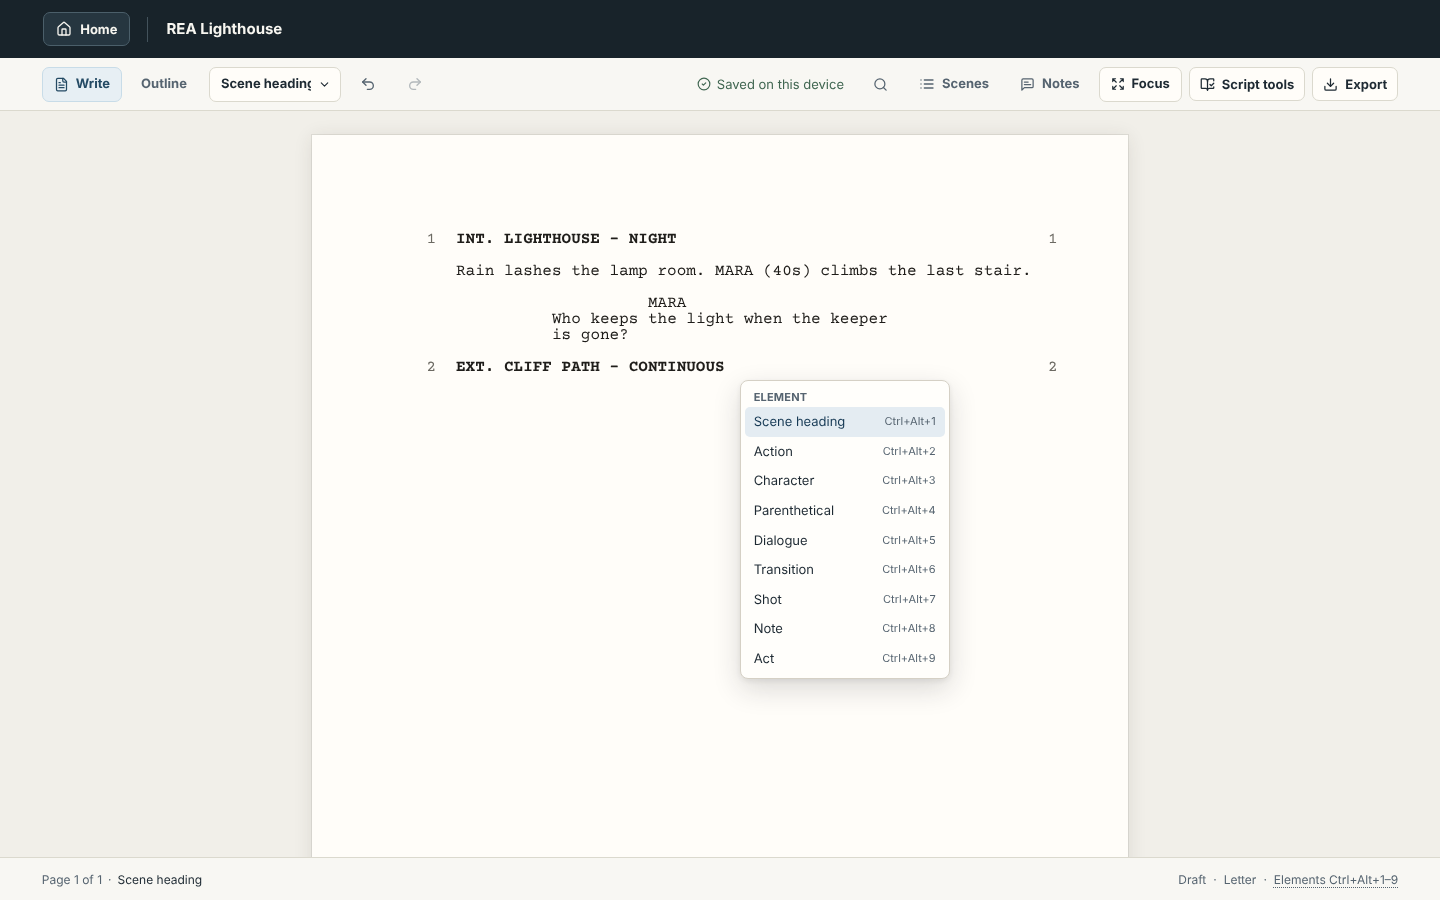 Home
REA Lighthouse
Write
Outline
Scene heading
Saved on this device
Scenes
Notes
Focus
Script tools
Export
1 INT. LIGHTHOUSE - NIGHT 1
Rain lashes the lamp room. MARA (40s) climbs the last stair.
MARA
Who keeps the light when the keeper
is gone?
2 EXT. CLIFF PATH - CONTINUOUS 2
ELEMENT
Scene heading Ctrl+Alt+1
Action Ctrl+Alt+2
Character Ctrl+Alt+3
Parenthetical Ctrl+Alt+4
Dialogue Ctrl+Alt+5
Transition Ctrl+Alt+6
Shot Ctrl+Alt+7
Note Ctrl+Alt+8
Act Ctrl+Alt+9
Page 1 of 1 · Scene heading
Draft · Letter · Elements Ctrl+Alt+1–9